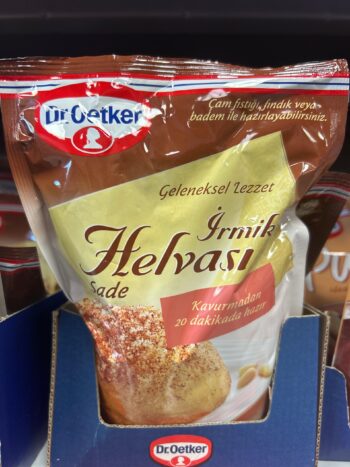 Dr.Oetker
Çam fıstığı, fındık veya
badem ile hazırlayabilirsiniz.
Geleneksel Lezzet
İrmik
Helvası
Sade
Kavurmadan
20 dakikada hazır
Dr.Oetker